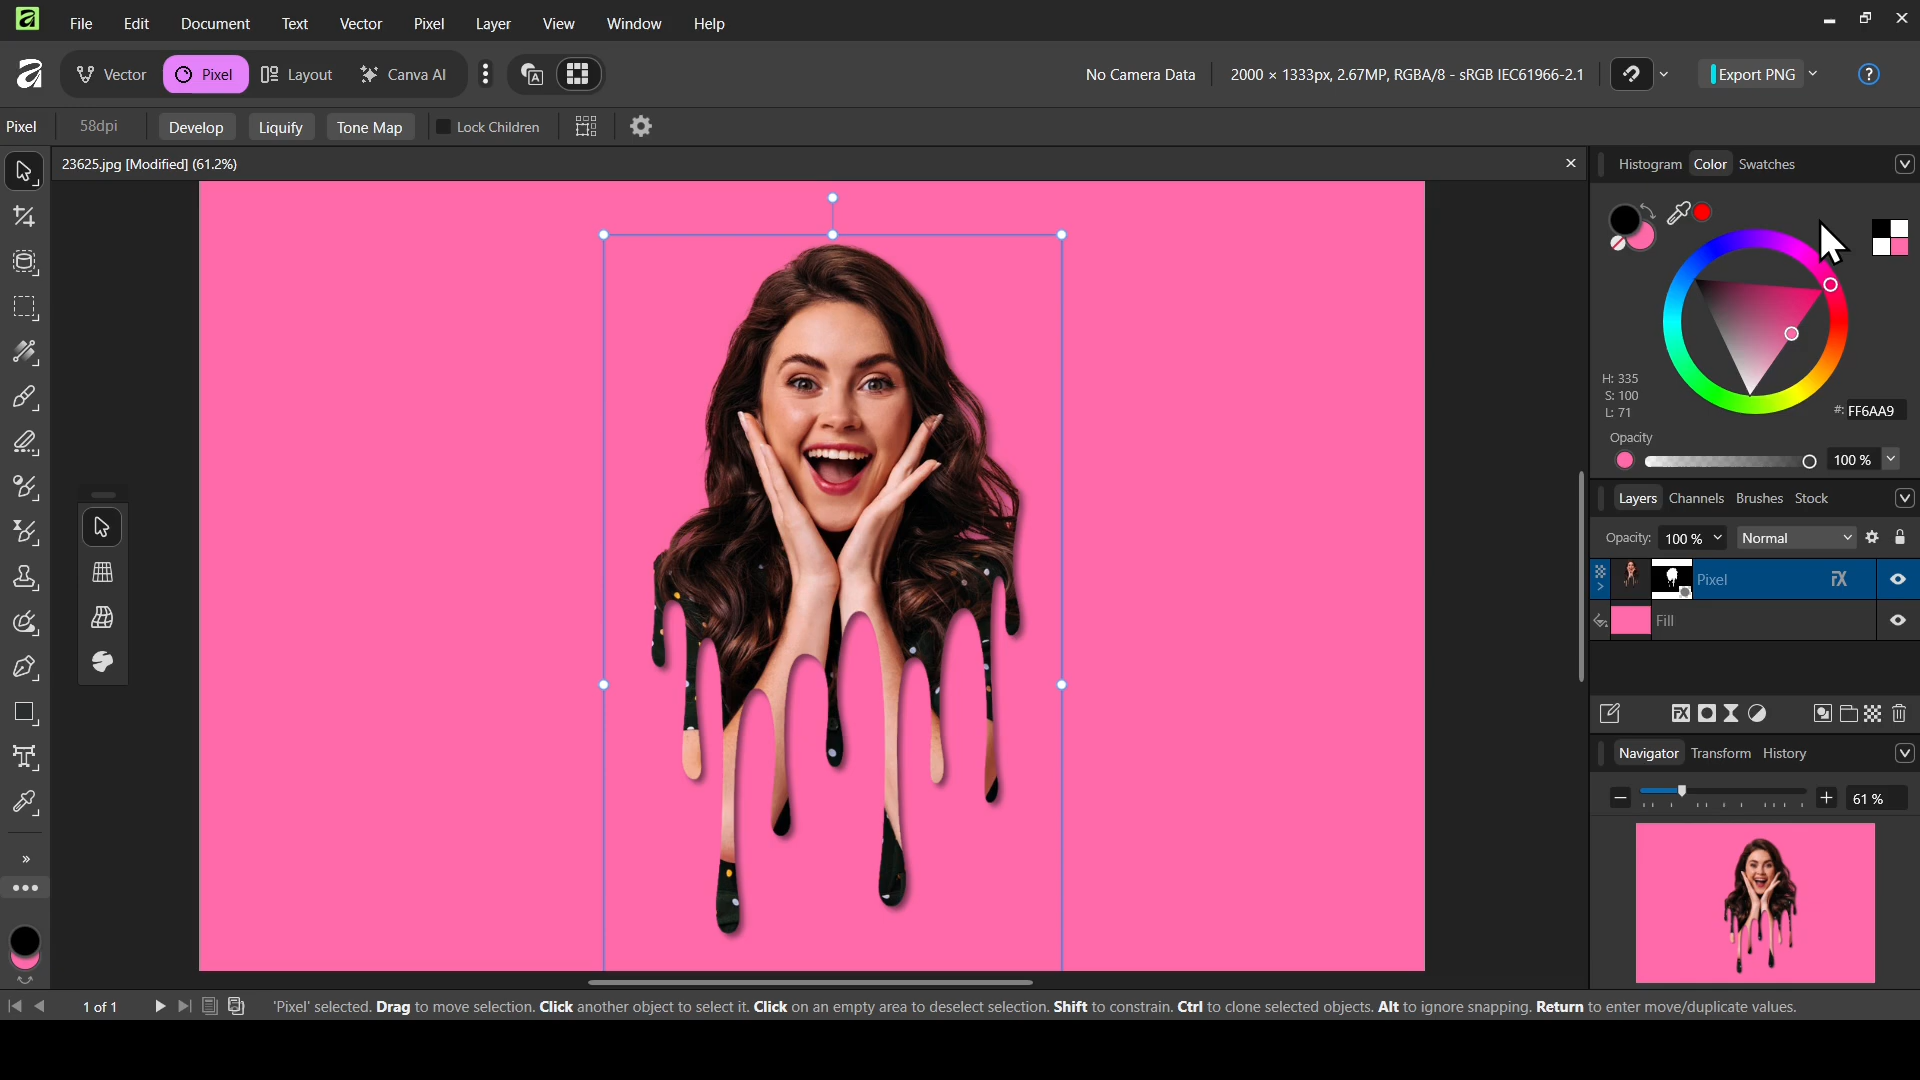 File Edit Document Text Vector Pixel Layer View Window Help
Vector Pixel Layout Canva AI No Camera Data 2000 × 1333px, 2.67MP, RGBA/8 - sRGB IEC61966-2.1 Export PNG ?
Pixel 58dpi Develop Liquify Tone Map Lock Children
23625.jpg [Modified] (61.2%)
Histogram Color Swatches
H: 335
S: 100
L: 71
#: FF6AA9
Opacity
100 %
Layers Channels Brushes Stock
Opacity: 100 % Normal
Pixel FX
Fill
FX
Navigator Transform History
61 %
1 of 1 'Pixel' selected. Drag to move selection. Click another object to select it. Click on an empty area to deselect selection. Shift to constrain. Ctrl to clone selected objects. Alt to ignore snapping. Return to enter move/duplicate values.